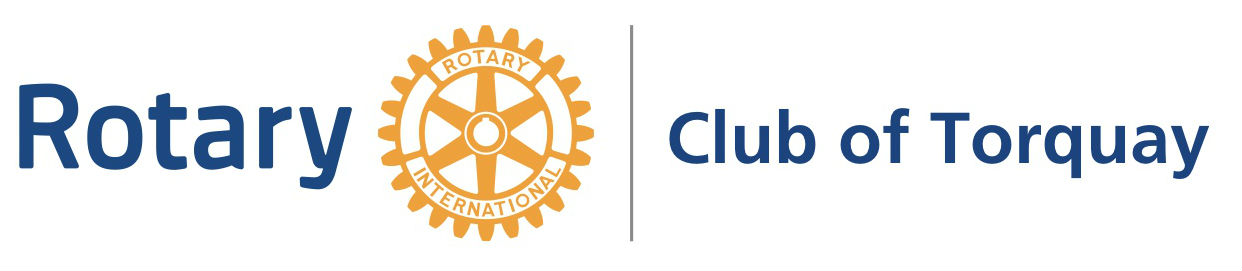 Rotary
ROTARY
INTERNATIONAL
Club of Torquay